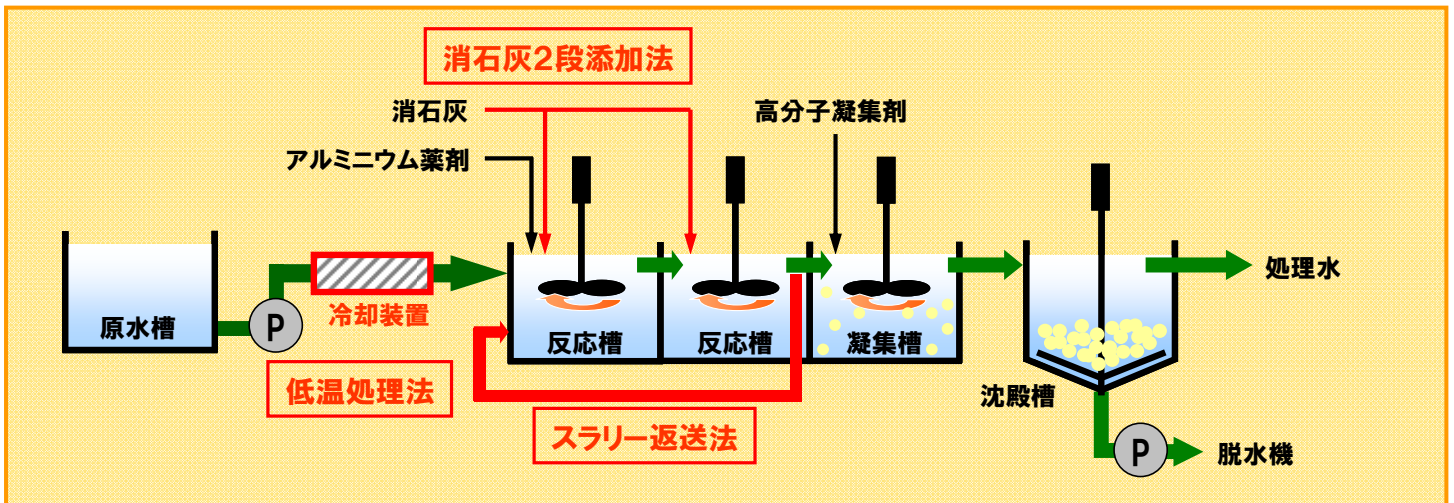 消石灰2段添加法
消石灰
高分子凝集剤
アルミニウム薬剤
処理水
冷却装置
原水槽
P
反応槽
反応槽
凝集槽
低温処理法
沈殿槽
スラリー返送法
P
脱水機